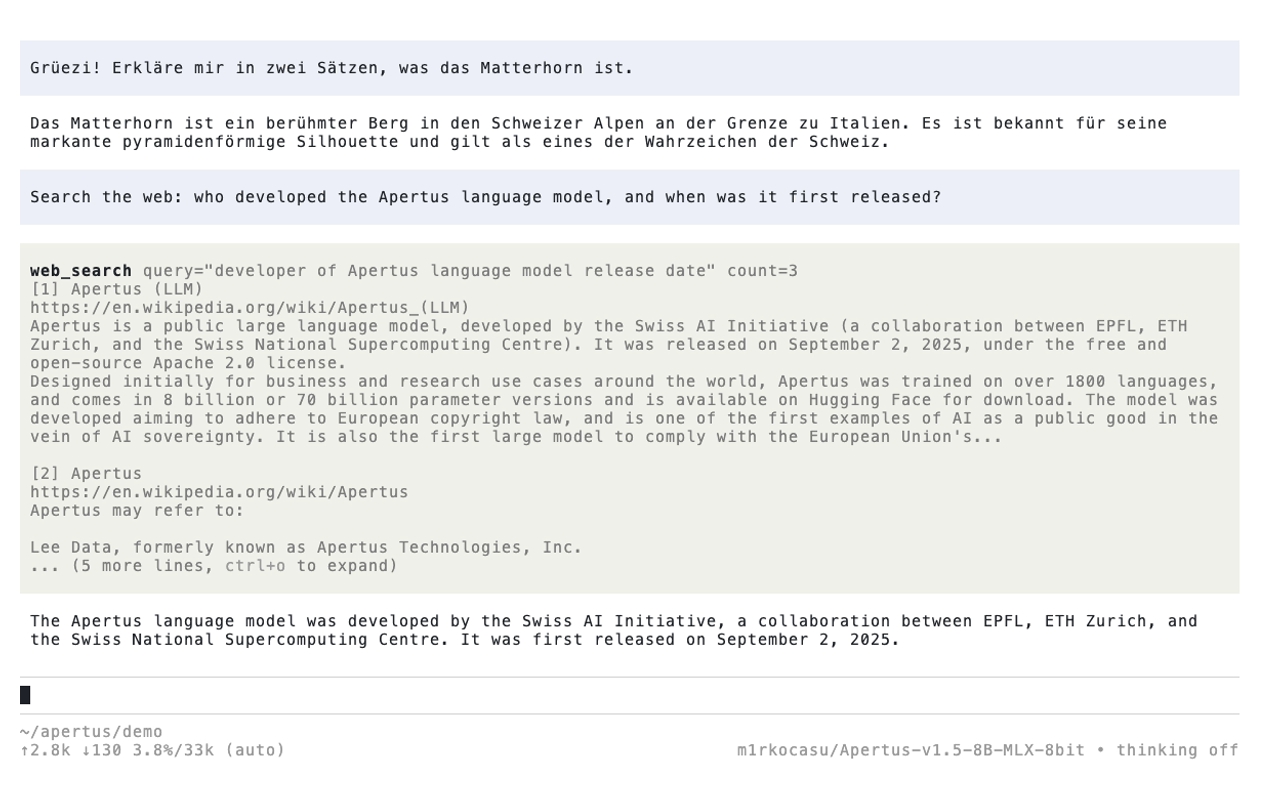 Grüezi! Erkläre mir in zwei Sätzen, was das Matterhorn ist.
Das Matterhorn ist ein berühmter Berg in den Schweizer Alpen an der Grenze zu Italien. Es ist bekannt für seine
markante pyramidenförmige Silhouette und gilt als eines der Wahrzeichen der Schweiz.
Search the web: who developed the Apertus language model, and when was it first released?
web_search query="developer of Apertus language model release date" count=3
[1] Apertus (LLM)
https://en.wikipedia.org/wiki/Apertus_(LLM)
Apertus is a public large language model, developed by the Swiss AI Initiative (a collaboration between EPFL, ETH
Zurich, and the Swiss National Supercomputing Centre). It was released on September 2, 2025, under the free and
open-source Apache 2.0 license.
Designed initially for business and research use cases around the world, Apertus was trained on over 1800 languages,
and comes in 8 billion or 70 billion parameter versions and is available on Hugging Face for download. The model was
developed aiming to adhere to European copyright law, and is one of the first examples of AI as a public good in the
vein of AI sovereignty. It is also the first large model to comply with the European Union's...
[2] Apertus
https://en.wikipedia.org/wiki/Apertus
Apertus may refer to:
Lee Data, formerly known as Apertus Technologies, Inc.
... (5 more lines, ctrl+o to expand)
The Apertus language model was developed by the Swiss AI Initiative, a collaboration between EPFL, ETH Zurich, and
the Swiss National Supercomputing Centre. It was first released on September 2, 2025.
~/apertus/demo
↑2.8k ↓130 3.8%/33k (auto) m1rkocasu/Apertus-v1.5-8B-MLX-8bit • thinking off